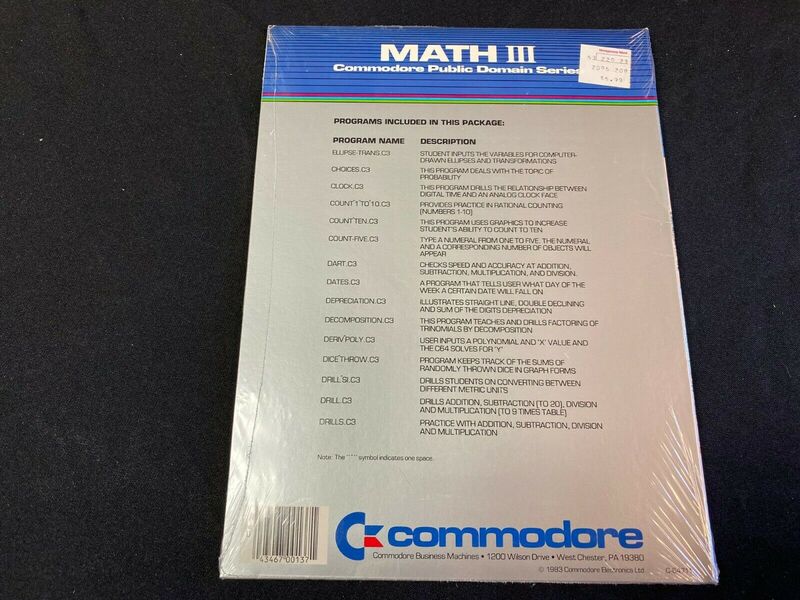 MATH III
Commodore Public Domain Series
2095 209
$5.99
PROGRAMS INCLUDED IN THIS PACKAGE:
PROGRAM NAME DESCRIPTION
ELLIPSE-TRANS.C3 STUDENT INPUTS THE VARIABLES FOR COMPUTER-
DRAWN ELLIPSES AND TRANSFORMATIONS
CHOICES.C3 THIS PROGRAM DEALS WITH THE TOPIC OF
PROBABILITY
CLOCK.C3 THIS PROGRAM DRILLS THE RELATIONSHIP BETWEEN
DIGITAL TIME AND AN ANALOG CLOCK FACE
COUNT*1*TO*10.C3 PROVIDES PRACTICE IN RATIONAL COUNTING
(NUMBERS 1-10)
COUNT*TEN.C3 THIS PROGRAM USES GRAPHICS TO INCREASE
STUDENT'S ABILITY TO COUNT TO TEN
COUNT-FIVE.C3 TYPE A NUMERAL FROM ONE TO FIVE. THE NUMERAL
AND A CORRESPONDING NUMBER OF OBJECTS WILL
APPEAR
DART.C3 CHECKS SPEED AND ACCURACY AT ADDITION,
SUBTRACTION, MULTIPLICATION, AND DIVISION.
DATES.C3 A PROGRAM THAT TELLS USER WHAT DAY OF THE
WEEK A CERTAIN DATE WILL FALL ON
DEPRECIATION.C3 ILLUSTRATES STRAIGHT LINE, DOUBLE DECLINING
AND SUM OF THE DIGITS DEPRECIATION
DECOMPOSITION.C3 THIS PROGRAM TEACHES AND DRILLS FACTORING OF
TRINOMIALS BY DECOMPOSITION
DERIV*POLY.C3 USER INPUTS A POLYNOMIAL AND 'X' VALUE AND
THE C64 SOLVES FOR 'Y'
DICE*THROW.C3 PROGRAM KEEPS TRACK OF THE SUMS OF
RANDOMLY THROWN DICE IN GRAPH FORMS
DRILL*SI.C3 DRILLS STUDENTS ON CONVERTING BETWEEN
DIFFERENT METRIC UNITS
DRILL.C3 DRILLS ADDITION, SUBTRACTION (TO 20), DIVISION
AND MULTIPLICATION (TO 9 TIMES TABLE)
DRILLS.C3 PRACTICE WITH ADDITION, SUBTRACTION, DIVISION
AND MULTIPLICATION
Note: The "*" symbol indicates one space.
43467 00137
commodore
Commodore Business Machines • 1200 Wilson Drive • West Chester, PA 19380
© 1983 Commodore Electronics Ltd.